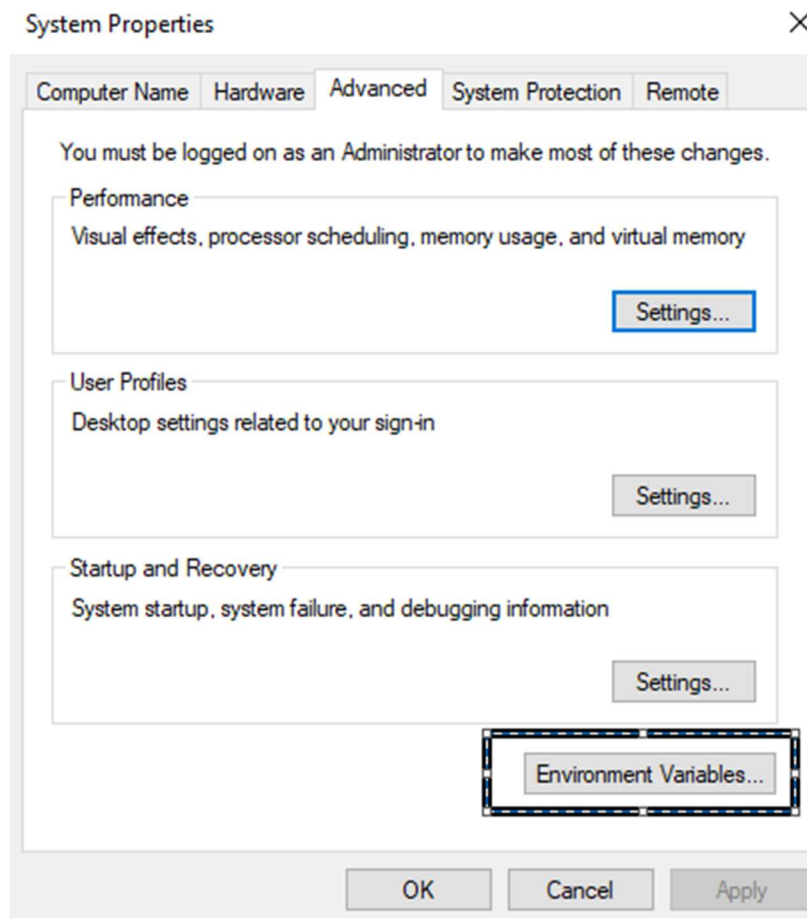 System Properties
Computer Name Hardware Advanced System Protection Remote
You must be logged on as an Administrator to make most of these changes.
Performance
Visual effects, processor scheduling, memory usage, and virtual memory
Settings...
User Profiles
Desktop settings related to your sign-in
Settings...
Startup and Recovery
System startup, system failure, and debugging information
Settings...
Environment Variables...
OK Cancel Apply